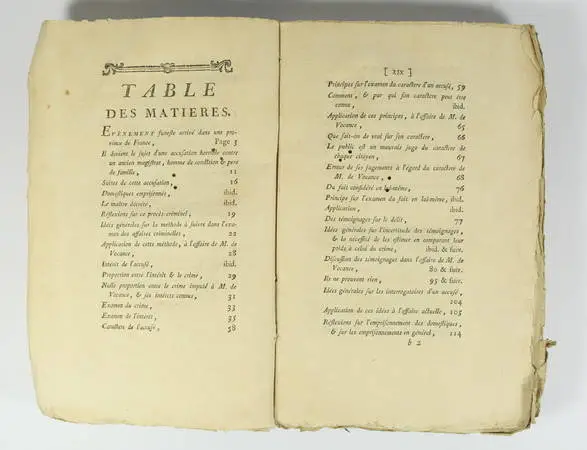 TABLE
DES MATIERES.
EVÉNEMENT funeste arrivé dans une pro-
vince de France, Page 5
Il devient le sujet d'une accusation horrible contre
un ancien magistrat, homme de condition & pere
de famille, 11
Suites de cette accusation, 16
Domestiques emprisonnés, ibid.
Le maître décrété, ibid.
Réflexions sur ce procès criminel, 19
Idées générales sur la méthode à suivre dans l'exa-
men des affaires criminelles, 22
Application de cette méthode, à l'affaire de M. de
Vocance, 28
Intérêt de l'accusé, ibid.
Proportion entre l'intérêt & le crime, 29
Nulle proportion entre le crime imputé à M. de
Vocance, & ses intérêts connus, 31
Examen du crime, 33
Examen de l'intérêt, 35
Caractere de l'accusé, 58
[ xix ]
Principes sur l'examen du caractere d'un accusé, 59
Comment, & par qui son caractere peut être
connu, ibid.
Application de ces principes, à l'affaire de M. de
Vocance, 65
Que sait-on de vrai sur son caractere, 66
Le public est un mauvais juge du caractere de
chaque citoyen, 67
Erreur de ses jugements à l'égard du caractere de
M. de Vocance, 68
Du fait considéré en lui-même, 76
Principe sur l'examen du fait en lui-même, ibid.
Application, ibid.
Des témoignages sur le délit, 77
Idées générales sur l'incertitude des témoignages,
& la nécessité de les estimer en comparant leur
poids à celui du crime, ibid. & suiv.
Discussion des témoignages dans l'affaire de M. de
Vocance, 80 & suiv.
Ils ne prouvent rien, 95 & suiv.
Idées générales sur les interrogatoires d'un accusé,
104
Application de ces idées à l'affaire actuelle, 105
Réflexions sur l'emprisonnement des domestiques,
& sur les emprisonnements en général, 114
b 2